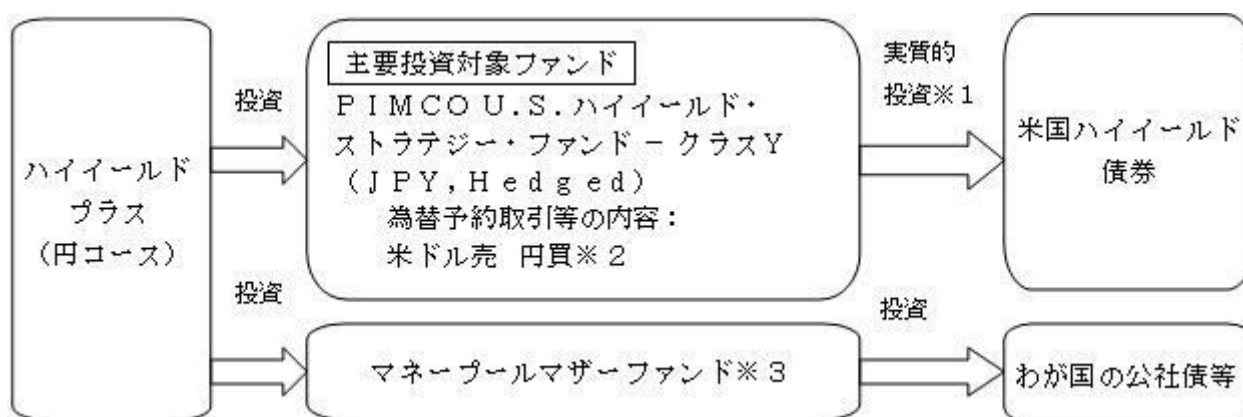 ハイイールド
プラス
(円コース)
投資
投資
主要投資対象ファンド
PIMCO U.S.ハイイールド・
ストラテジー・ファンド － クラスY
(JPY,Hedged)
為替予約取引等の内容：
米ドル売 円買※2
マネープールマザーファンド※3
実質的
投資※1
投資
米国ハイイールド
債券
わが国の公社債等